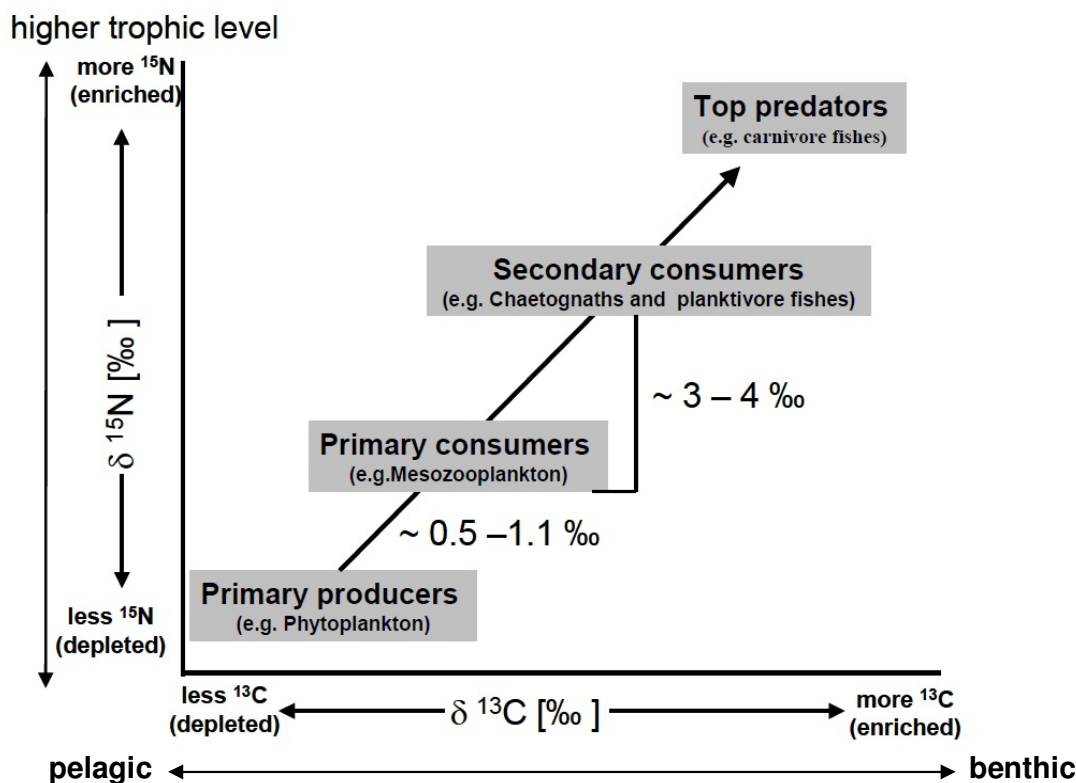 higher trophic level
more ¹⁵N
(enriched)
Top predators
(e.g. carnivore fishes)
Secondary consumers
(e.g. Chaetognaths and planktivore fishes)
δ ¹⁵N [‰ ]
~ 3 – 4 ‰
Primary consumers
(e.g.Mesozooplankton)
~ 0.5 –1.1 ‰
Primary producers
(e.g. Phytoplankton)
less ¹⁵N
(depleted)
less ¹³C
(depleted)
δ ¹³C [‰ ]
more ¹³C
(enriched)
pelagic
benthic